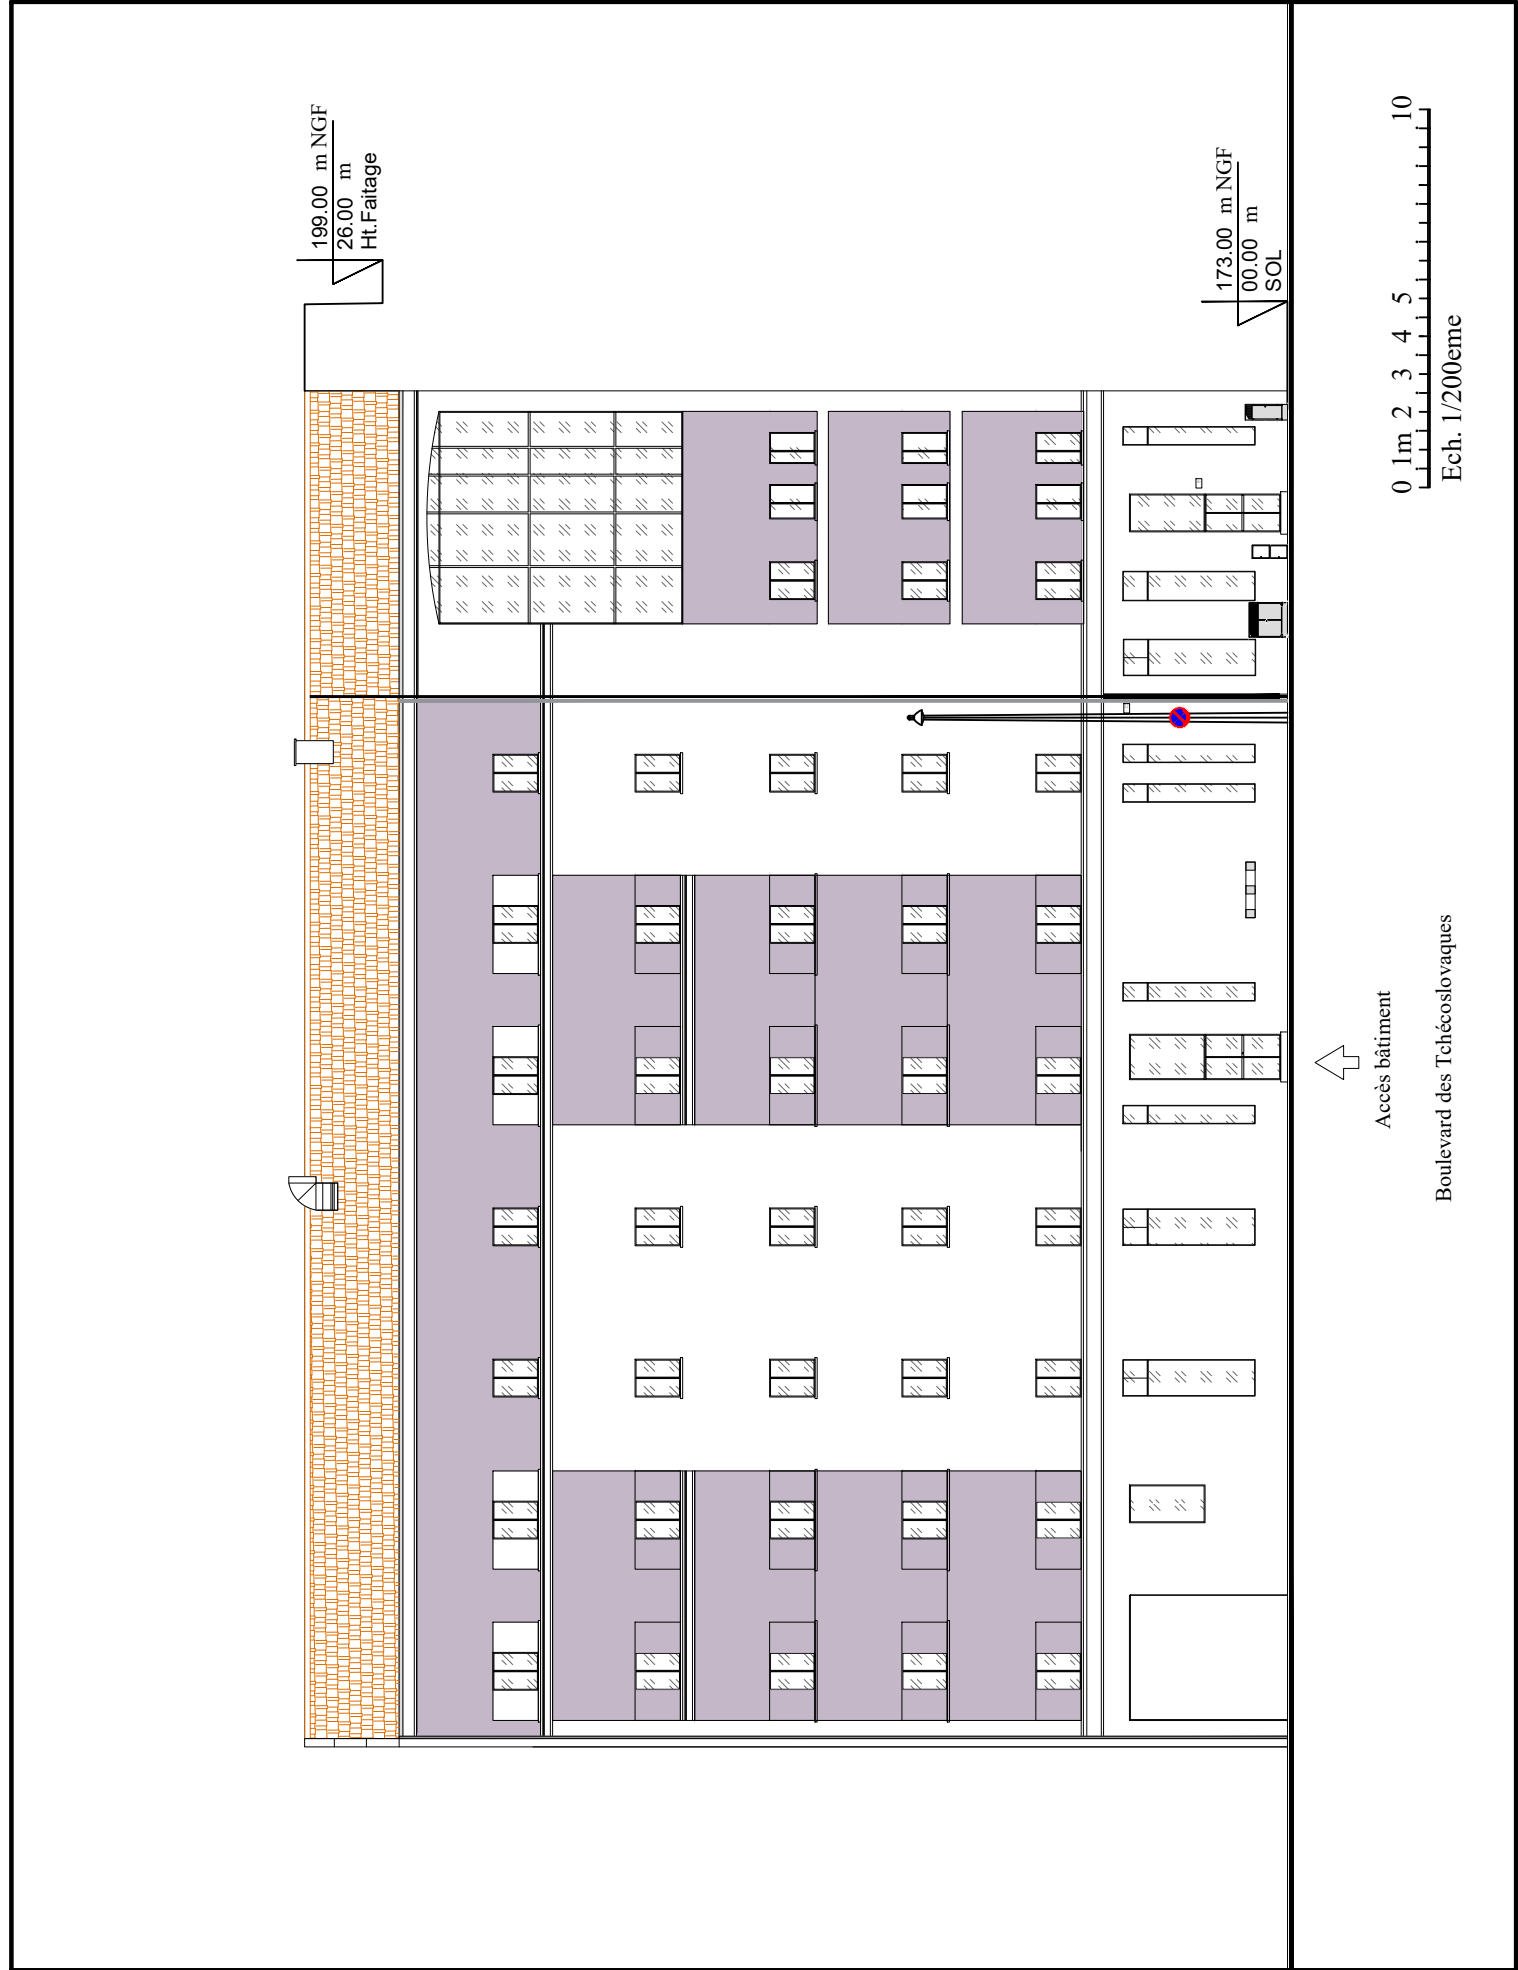 199.00 m NGF
26.00 m
Ht.Faitage
173.00 m NGF
00.00 m
SOL
Accès bâtiment
Boulevard des Tchécoslovaques
0 1m 2 3 4 5 10
Ech. 1/200eme